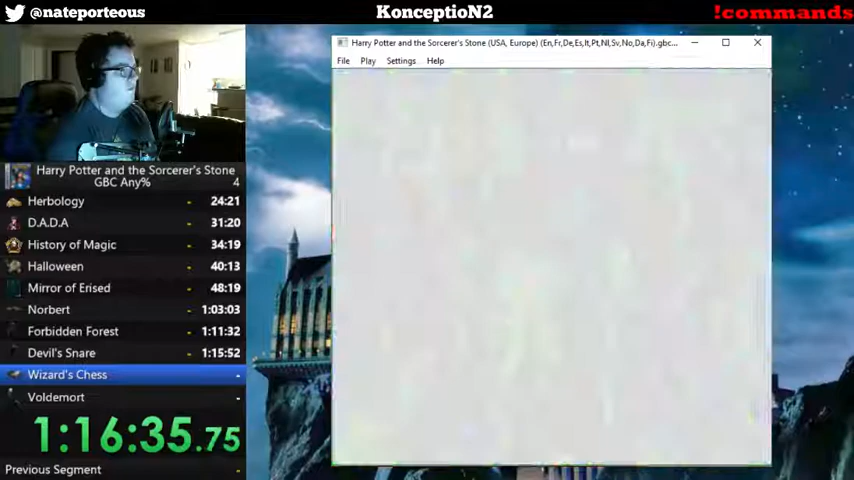 @nateporteous
KonceptioN2
!commands
Harry Potter and the Sorcerer's Stone (USA, Europe) (En,Fr,De,Es,It,Pt,Nl,Sv,No,Da,Fi).gbc...
File Play Settings Help
Harry Potter and the Sorcerer's Stone
GBC Any% 4
Herbology - 24:21
D.A.D.A - 31:20
History of Magic - 34:19
Halloween - 40:13
Mirror of Erised - 48:19
Norbert - 1:03:03
Forbidden Forest - 1:11:32
Devil's Snare - 1:15:52
Wizard's Chess -
Voldemort -
1:16:35.75
Previous Segment -